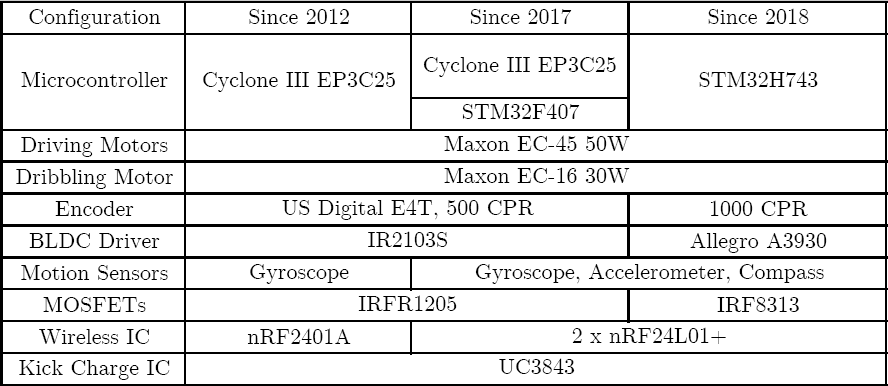 Configuration Since 2012 Since 2017 Since 2018
Microcontroller Cyclone III EP3C25 Cyclone III EP3C25 STM32H743
STM32F407
Driving Motors Maxon EC-45 50W
Dribbling Motor Maxon EC-16 30W
Encoder US Digital E4T, 500 CPR 1000 CPR
BLDC Driver IR2103S Allegro A3930
Motion Sensors Gyroscope Gyroscope, Accelerometer, Compass
MOSFETs IRFR1205 IRF8313
Wireless IC nRF2401A 2 x nRF24L01+
Kick Charge IC UC3843